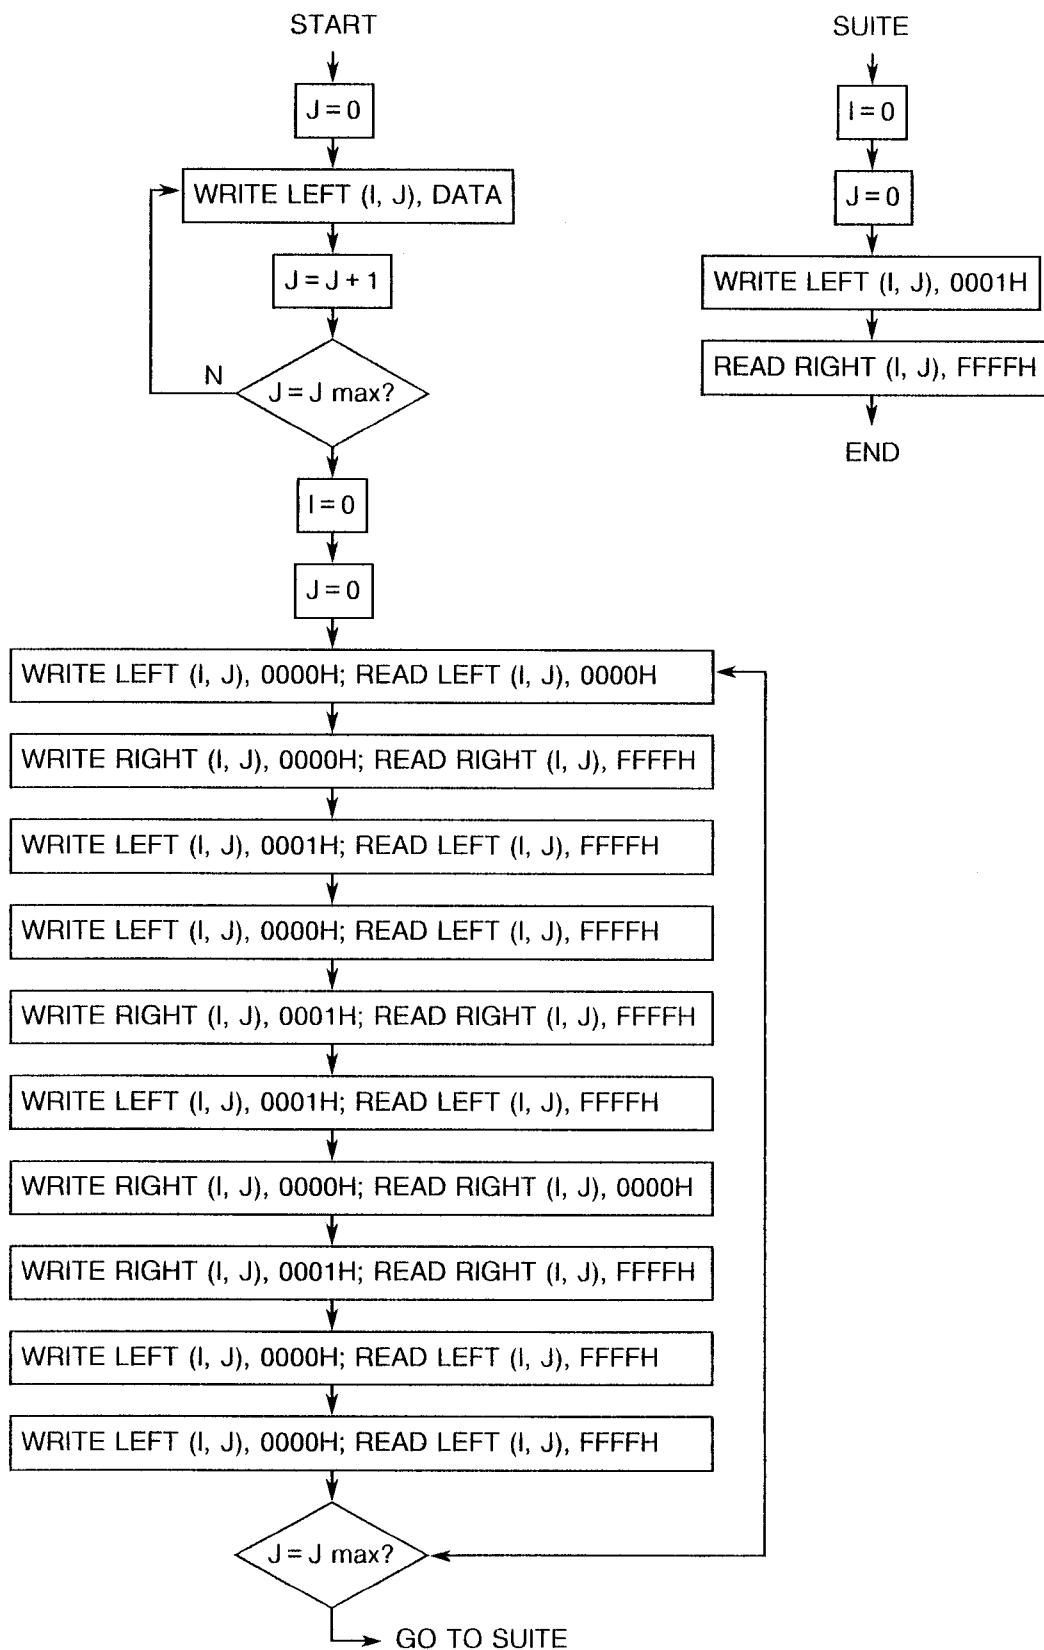 START
J = 0
WRITE LEFT (I, J), DATA
J = J + 1
N
J = J max?
I = 0
J = 0
WRITE LEFT (I, J), 0000H; READ LEFT (I, J), 0000H
WRITE RIGHT (I, J), 0000H; READ RIGHT (I, J), FFFFH
WRITE LEFT (I, J), 0001H; READ LEFT (I, J), FFFFH
WRITE LEFT (I, J), 0000H; READ LEFT (I, J), FFFFH
WRITE RIGHT (I, J), 0001H; READ RIGHT (I, J), FFFFH
WRITE LEFT (I, J), 0001H; READ LEFT (I, J), FFFFH
WRITE RIGHT (I, J), 0000H; READ RIGHT (I, J), 0000H
WRITE RIGHT (I, J), 0001H; READ RIGHT (I, J), FFFFH
WRITE LEFT (I, J), 0000H; READ LEFT (I, J), FFFFH
WRITE LEFT (I, J), 0000H; READ LEFT (I, J), FFFFH
J = J max?
GO TO SUITE
SUITE
I = 0
J = 0
WRITE LEFT (I, J), 0001H
READ RIGHT (I, J), FFFFH
END